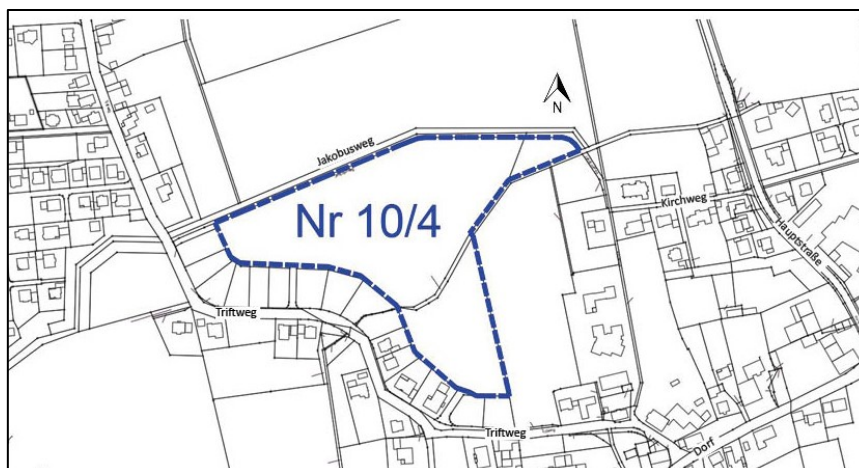 Jakobusweg
N
Nr 10/4
Kirchweg
Hauptstraße
Triftweg
Triftweg
Dorf